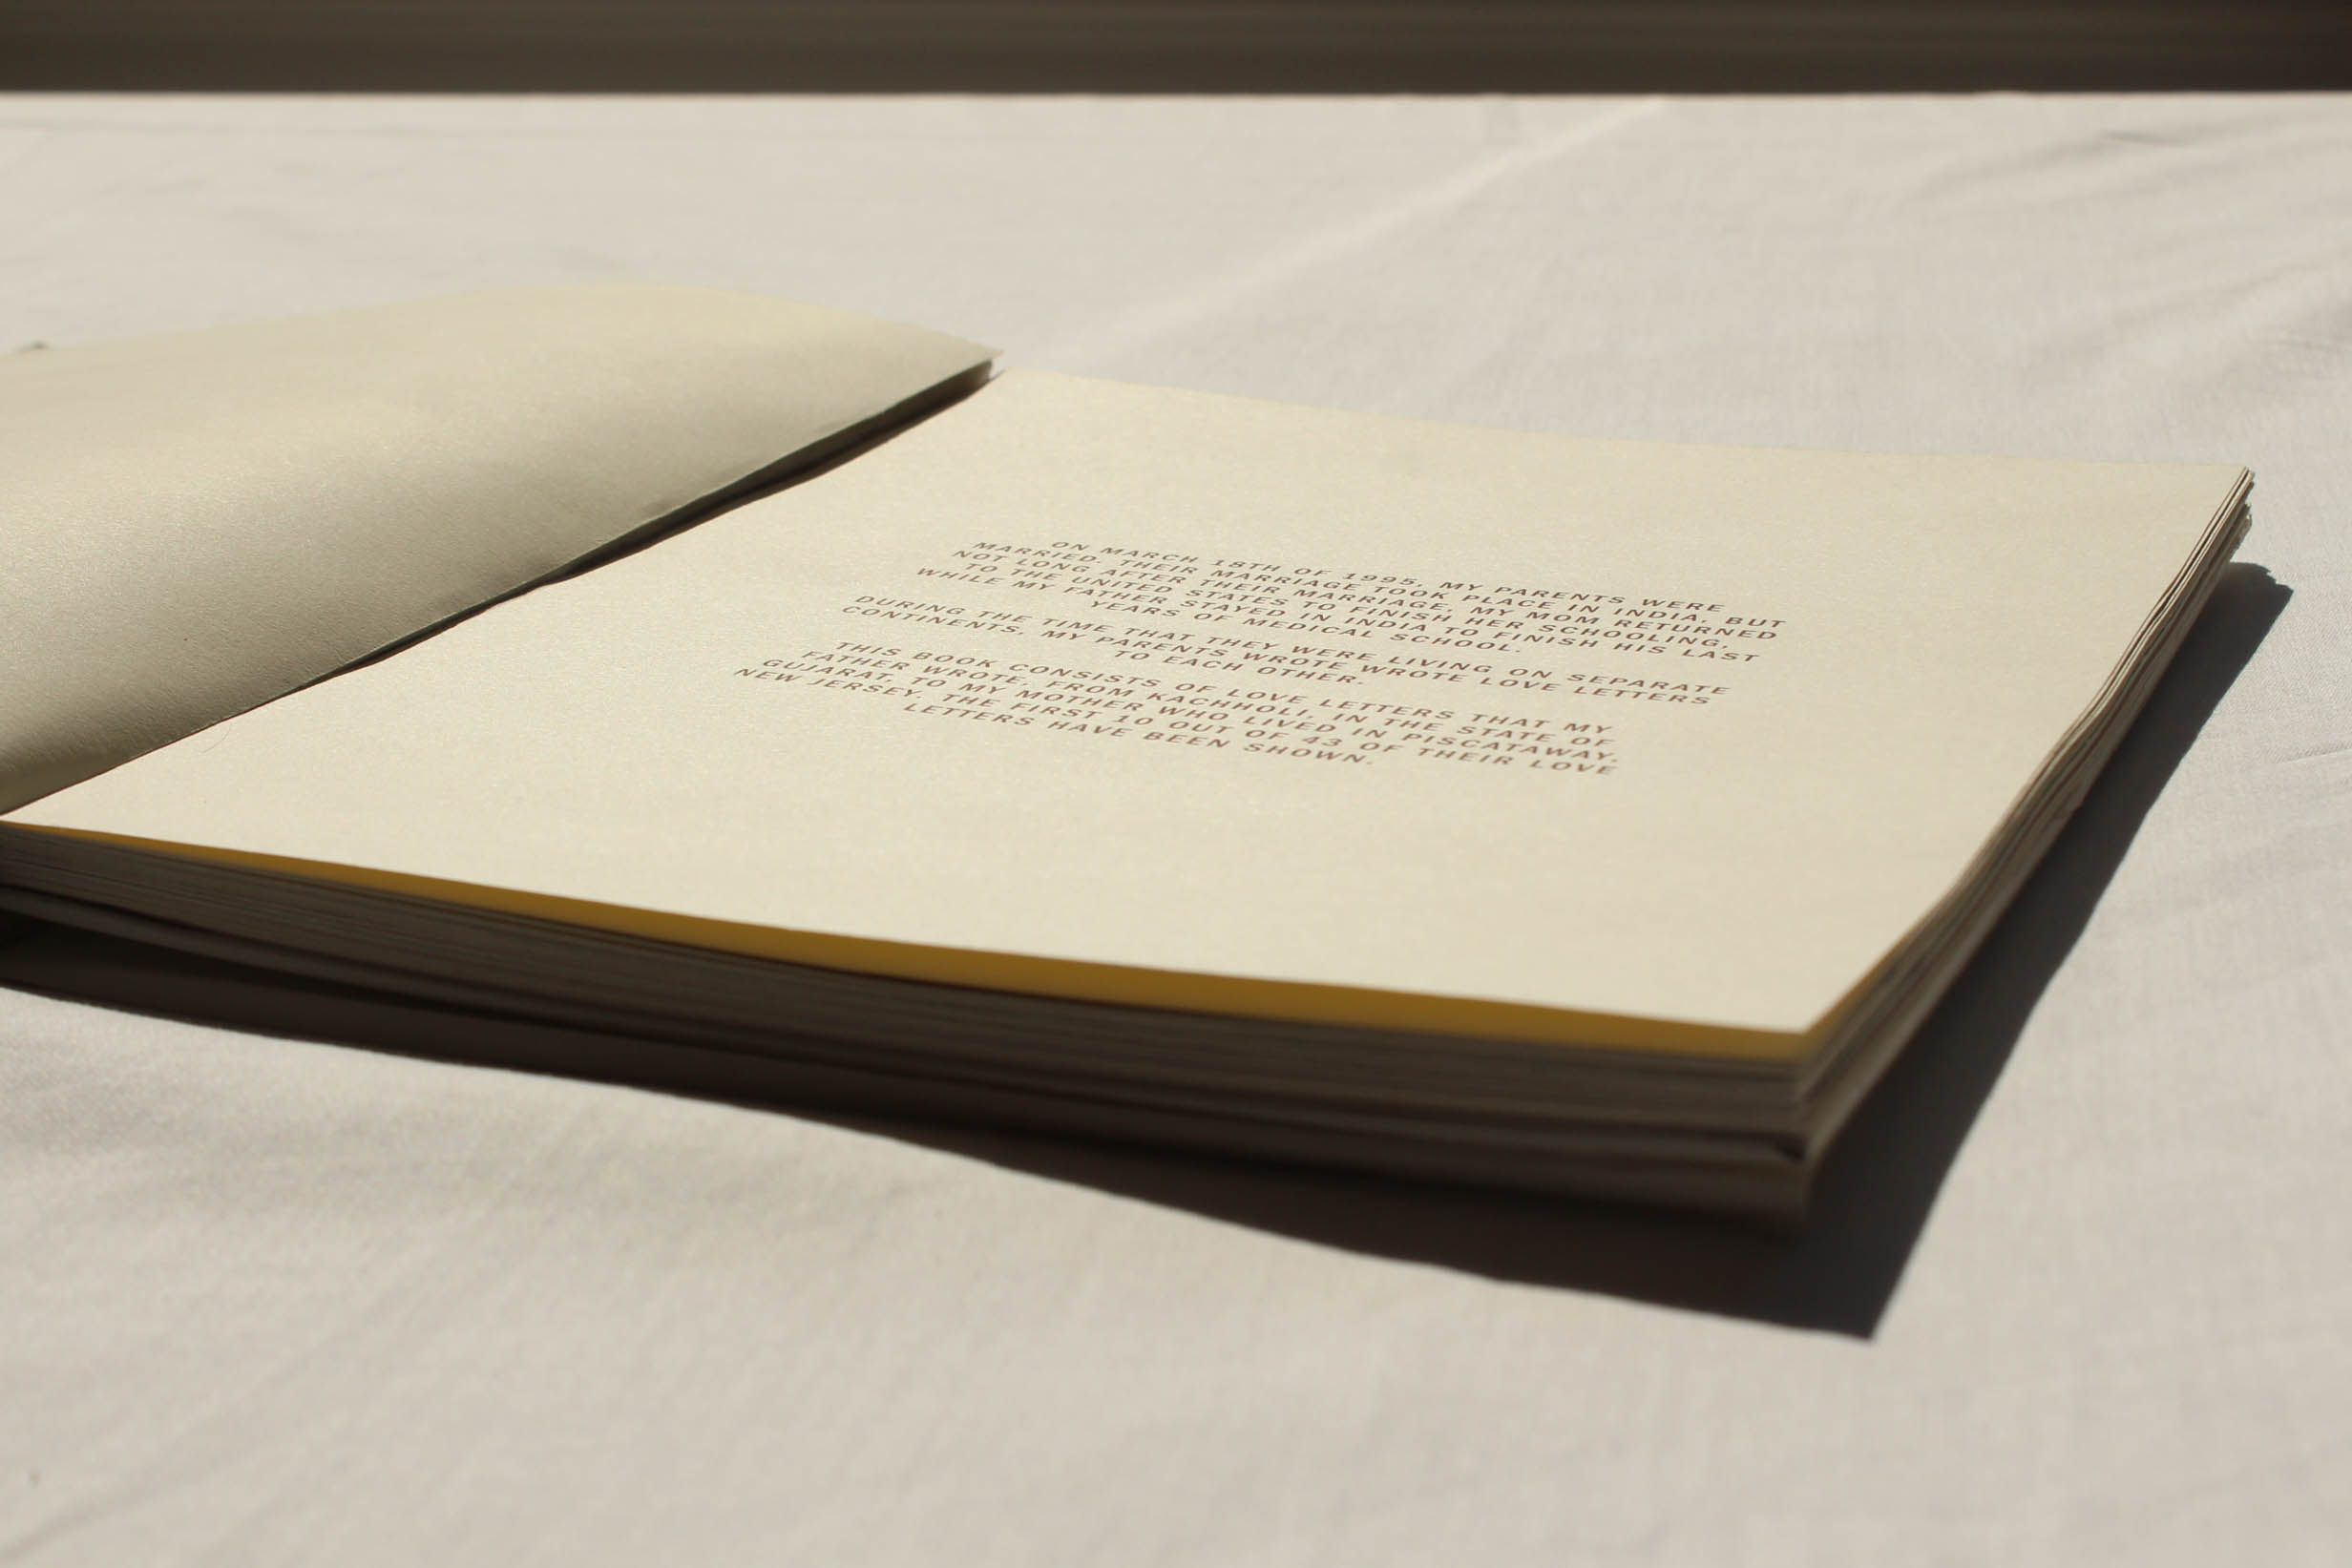 ON MARCH 18TH OF 1995, MY PARENTS WERE
MARRIED. THEIR MARRIAGE TOOK PLACE IN INDIA, BUT
NOT LONG AFTER THEIR MARRIAGE, MY MOM RETURNED
TO THE UNITED STATES TO FINISH HER SCHOOLING,
WHILE MY FATHER STAYED IN INDIA TO FINISH HIS LAST
YEARS OF MEDICAL SCHOOL.
DURING THE TIME THAT THEY WERE LIVING ON SEPARATE
CONTINENTS, MY PARENTS WROTE WROTE LOVE LETTERS
TO EACH OTHER.
THIS BOOK CONSISTS OF LOVE LETTERS THAT MY
FATHER WROTE, FROM KACHHOLI, IN THE STATE OF
GUJARAT, TO MY MOTHER WHO LIVED IN PISCATAWAY,
NEW JERSEY. THE FIRST 10 OUT OF 43 OF THEIR LOVE
LETTERS HAVE BEEN SHOWN.